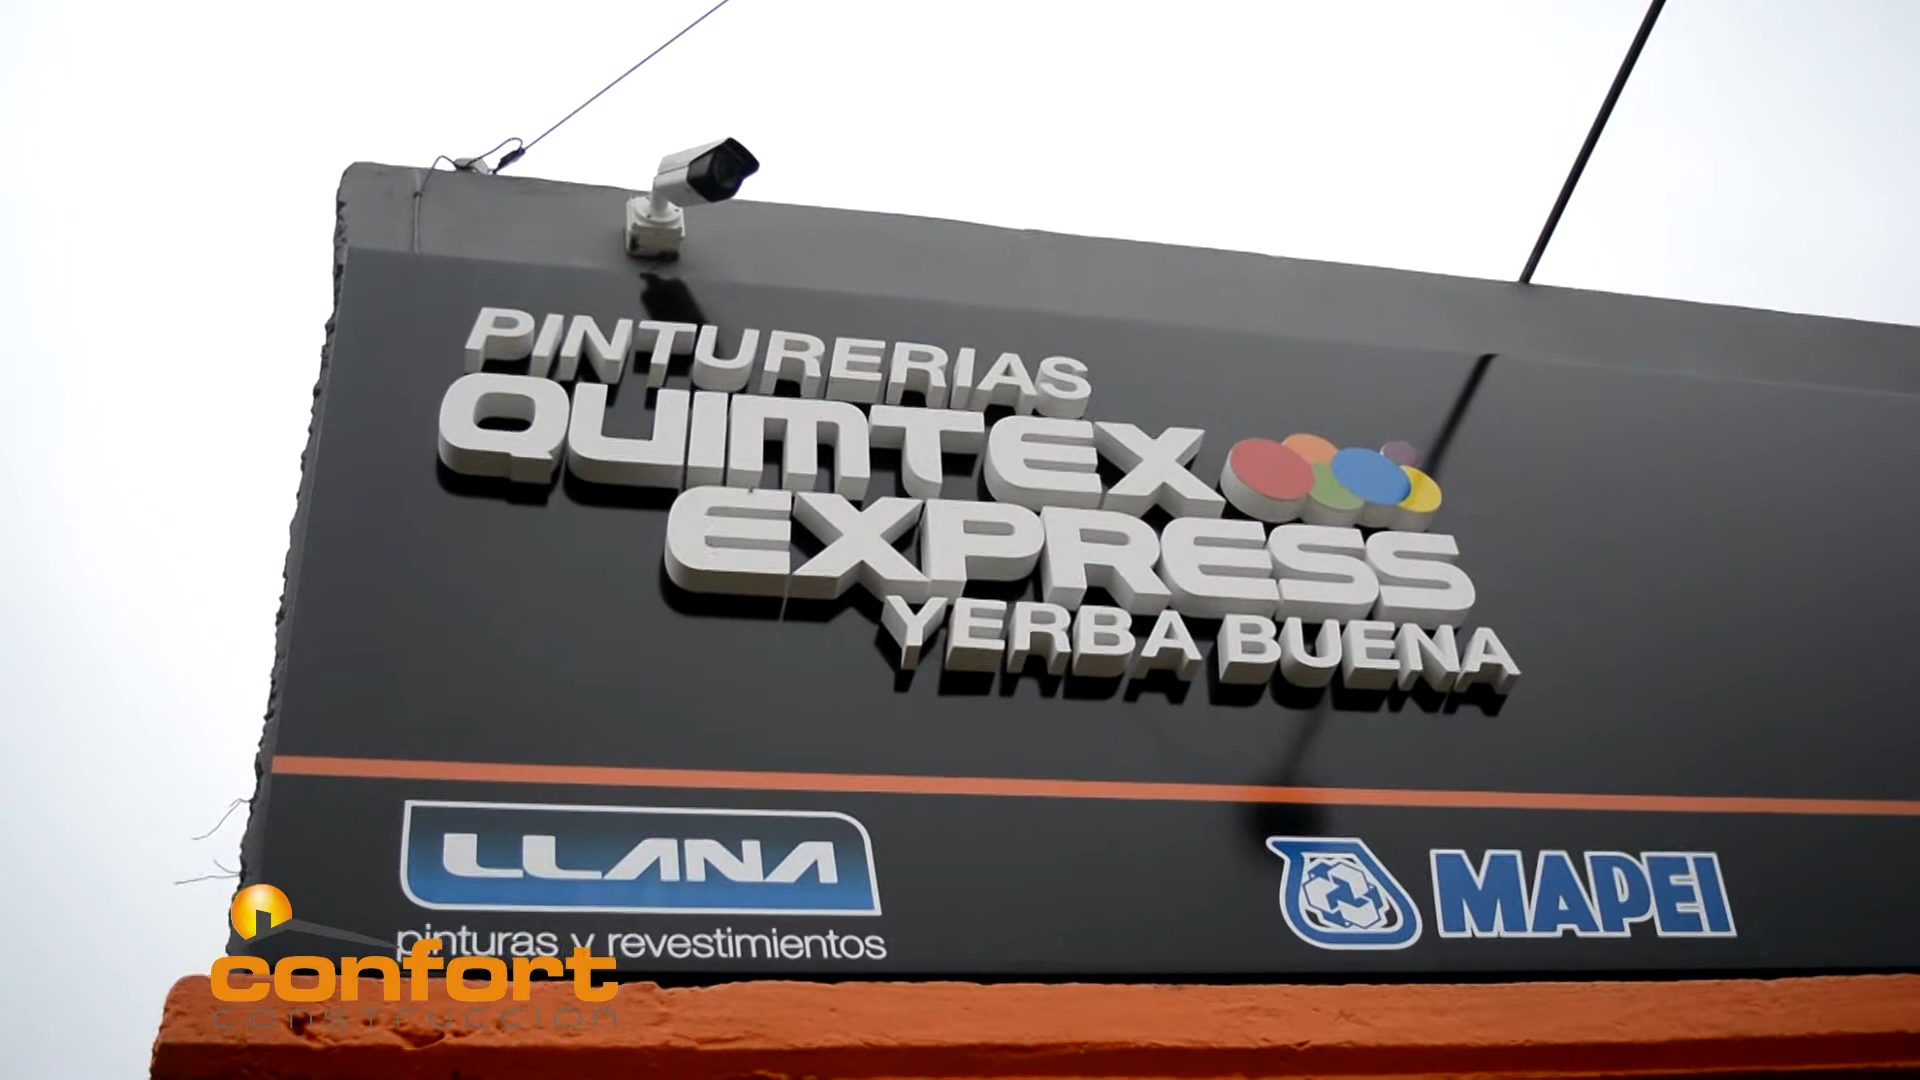 PINTURERIAS
QUIMTEX
EXPRESS
YERBA BUENA
LLANA
pinturas y revestimientos
MAPEI
confort
construcción